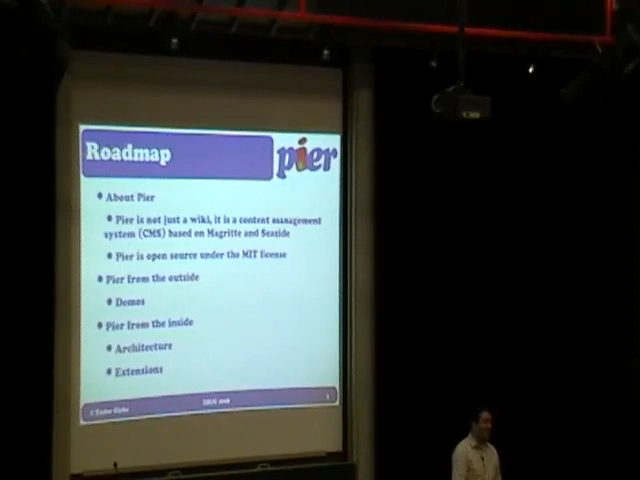 Roadmap
pier
About Pier
Pier is not just a wiki, it is a content management
system (CMS) based on Magritte and Seaside
Pier is open source under the MIT license
Pier from the outside
Demos
Pier from the inside
Architecture
Extensions